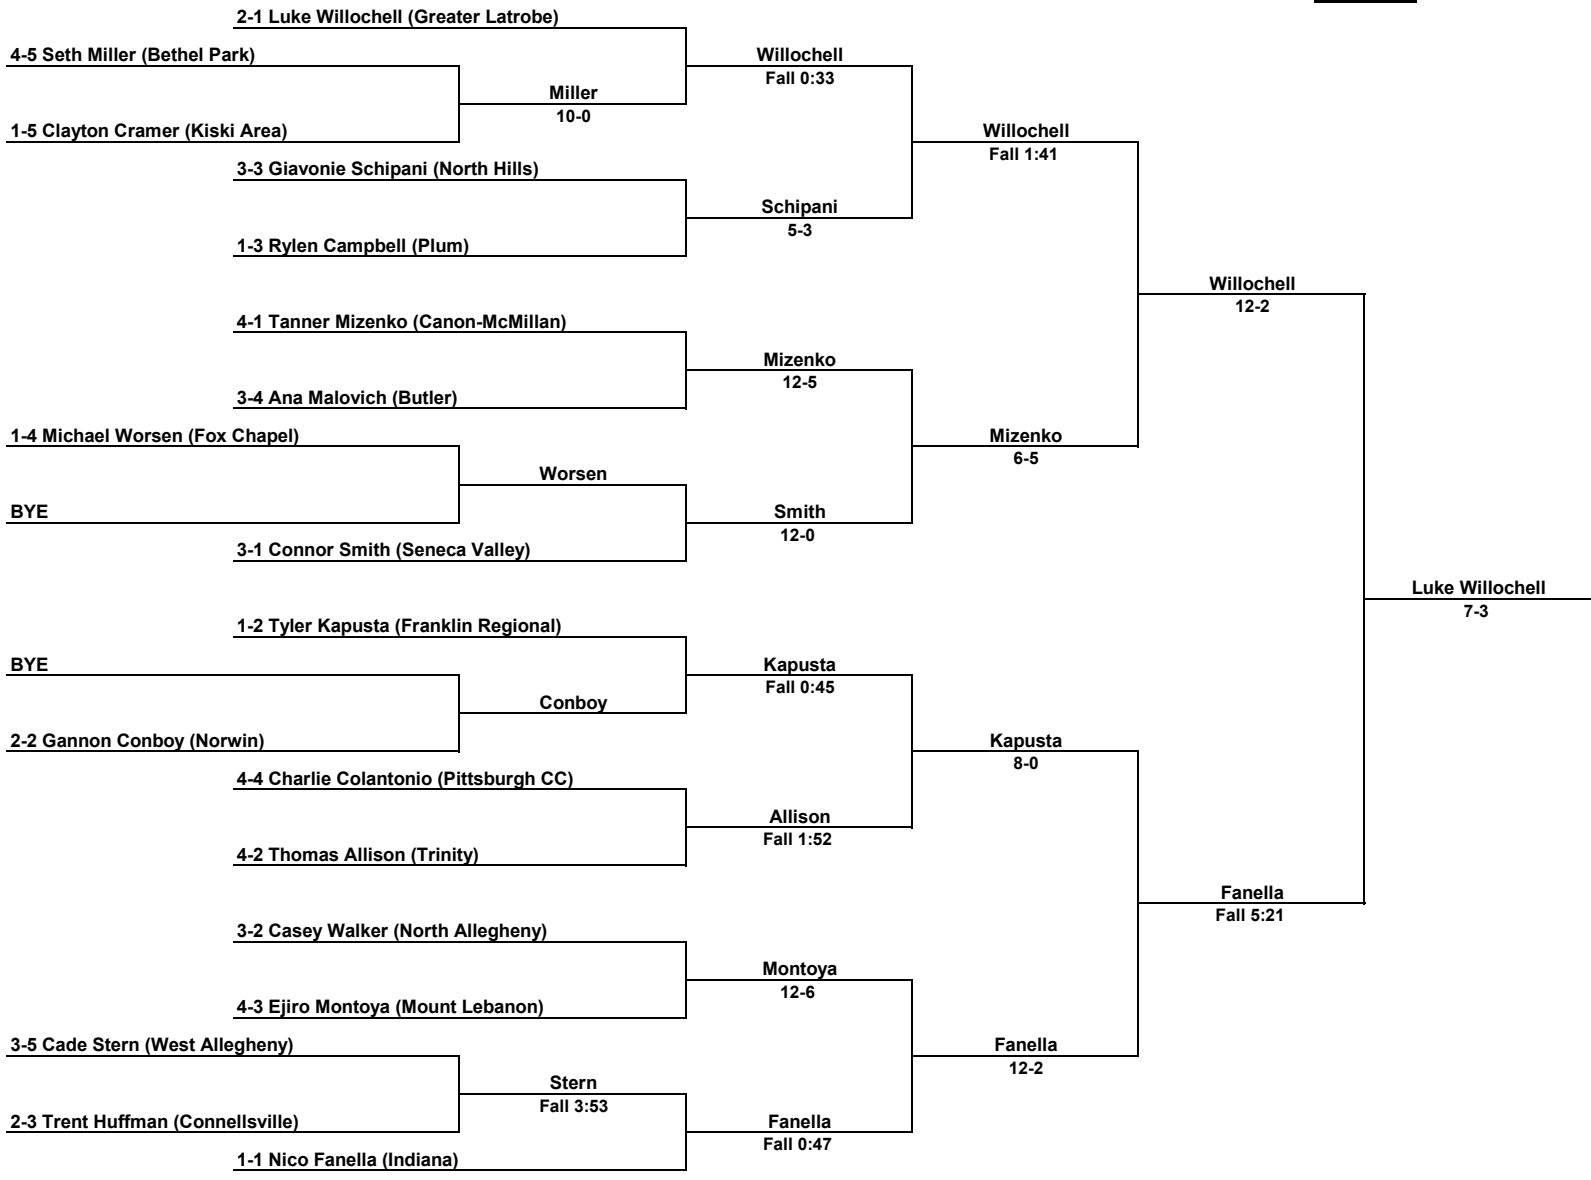 2-1 Luke Willochell (Greater Latrobe)
4-5 Seth Miller (Bethel Park)
Willochell
Fall 0:33
Miller
10-0
1-5 Clayton Cramer (Kiski Area)
Willochell
Fall 1:41
3-3 Giavonie Schipani (North Hills)
Schipani
5-3
1-3 Rylen Campbell (Plum)
Willochell
12-2
4-1 Tanner Mizenko (Canon-McMillan)
Mizenko
12-5
3-4 Ana Malovich (Butler)
1-4 Michael Worsen (Fox Chapel)
Mizenko
6-5
Worsen
BYE
Smith
12-0
3-1 Connor Smith (Seneca Valley)
Luke Willochell
7-3
1-2 Tyler Kapusta (Franklin Regional)
BYE
Kapusta
Fall 0:45
Conboy
2-2 Gannon Conboy (Norwin)
Kapusta
8-0
4-4 Charlie Colantonio (Pittsburgh CC)
Allison
Fall 1:52
4-2 Thomas Allison (Trinity)
Fanella
Fall 5:21
3-2 Casey Walker (North Allegheny)
Montoya
12-6
4-3 Ejiro Montoya (Mount Lebanon)
3-5 Cade Stern (West Allegheny)
Fanella
12-2
Stern
Fall 3:53
2-3 Trent Huffman (Connellsville)
Fanella
Fall 0:47
1-1 Nico Fanella (Indiana)